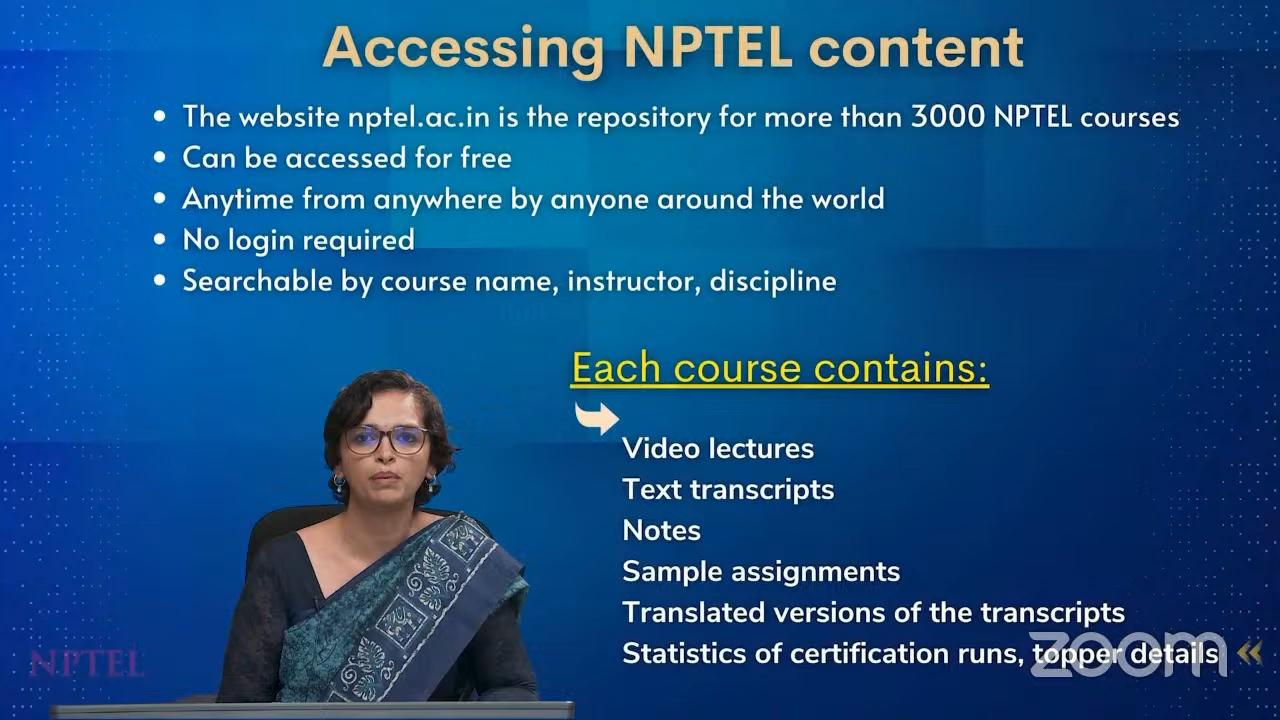 Accessing NPTEL content
The website nptel.ac.in is the repository for more than 3000 NPTEL courses
Can be accessed for free
Anytime from anywhere by anyone around the world
No login required
Searchable by course name, instructor, discipline
Each course contains:
Video lectures
Text transcripts
Notes
Sample assignments
Translated versions of the transcripts
Statistics of certification runs, topper details
zoom
NPTEL